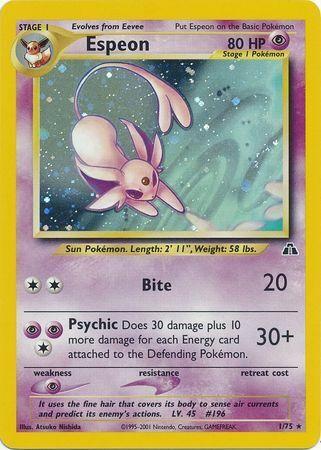 STAGE 1 Evolves from Eevee Put Espeon on the Basic Pokémon
Espeon 80 HP
Stage 1 Pokémon
Sun Pokémon. Length: 2' 11", Weight: 58 lbs.
Bite 20
Psychic Does 30 damage plus 10
more damage for each Energy card
attached to the Defending Pokémon.
30+
weakness resistance retreat cost
It uses the fine hair that covers its body to sense air currents
and predict its enemy's actions. LV. 45 #196
Illus. Atsuko Nishida ©1995-2001 Nintendo, Creatures, GAMEFREAK. 1/75 ★